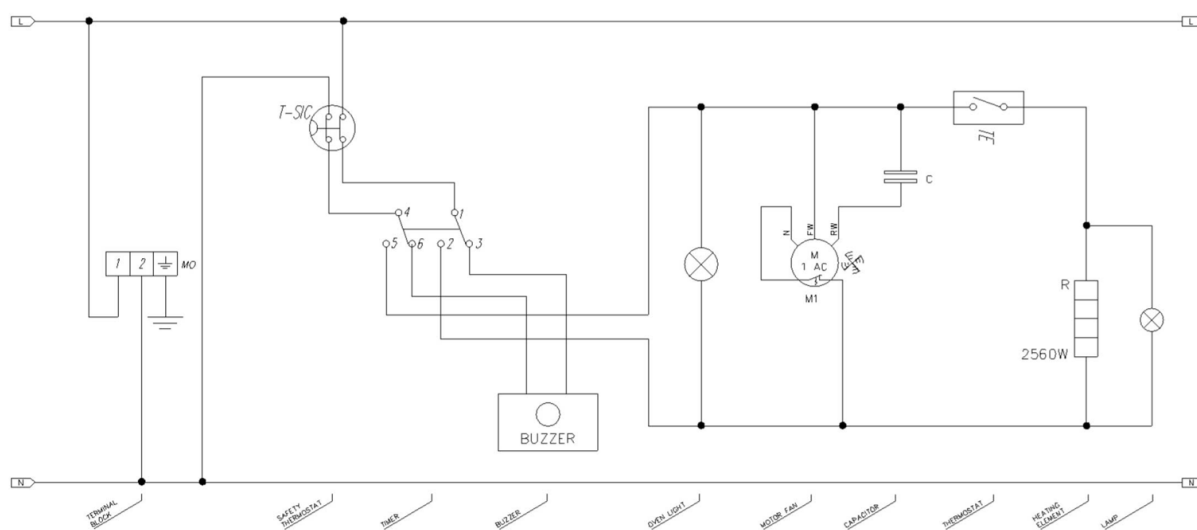 L
L
T-SIC
TE
C
4
1
5
6
2
3
N
FW
RW
M
1 AC
M1
1
2
MO
R
2560W
BUZZER
N
N
TERMINAL
BLOCK
SAFETY
THERMOSTAT
TIMER
BUZZER
OVEN LIGHT
MOTOR FAN
CAPACITOR
THERMOSTAT
HEATING
ELEMENT
LAMP